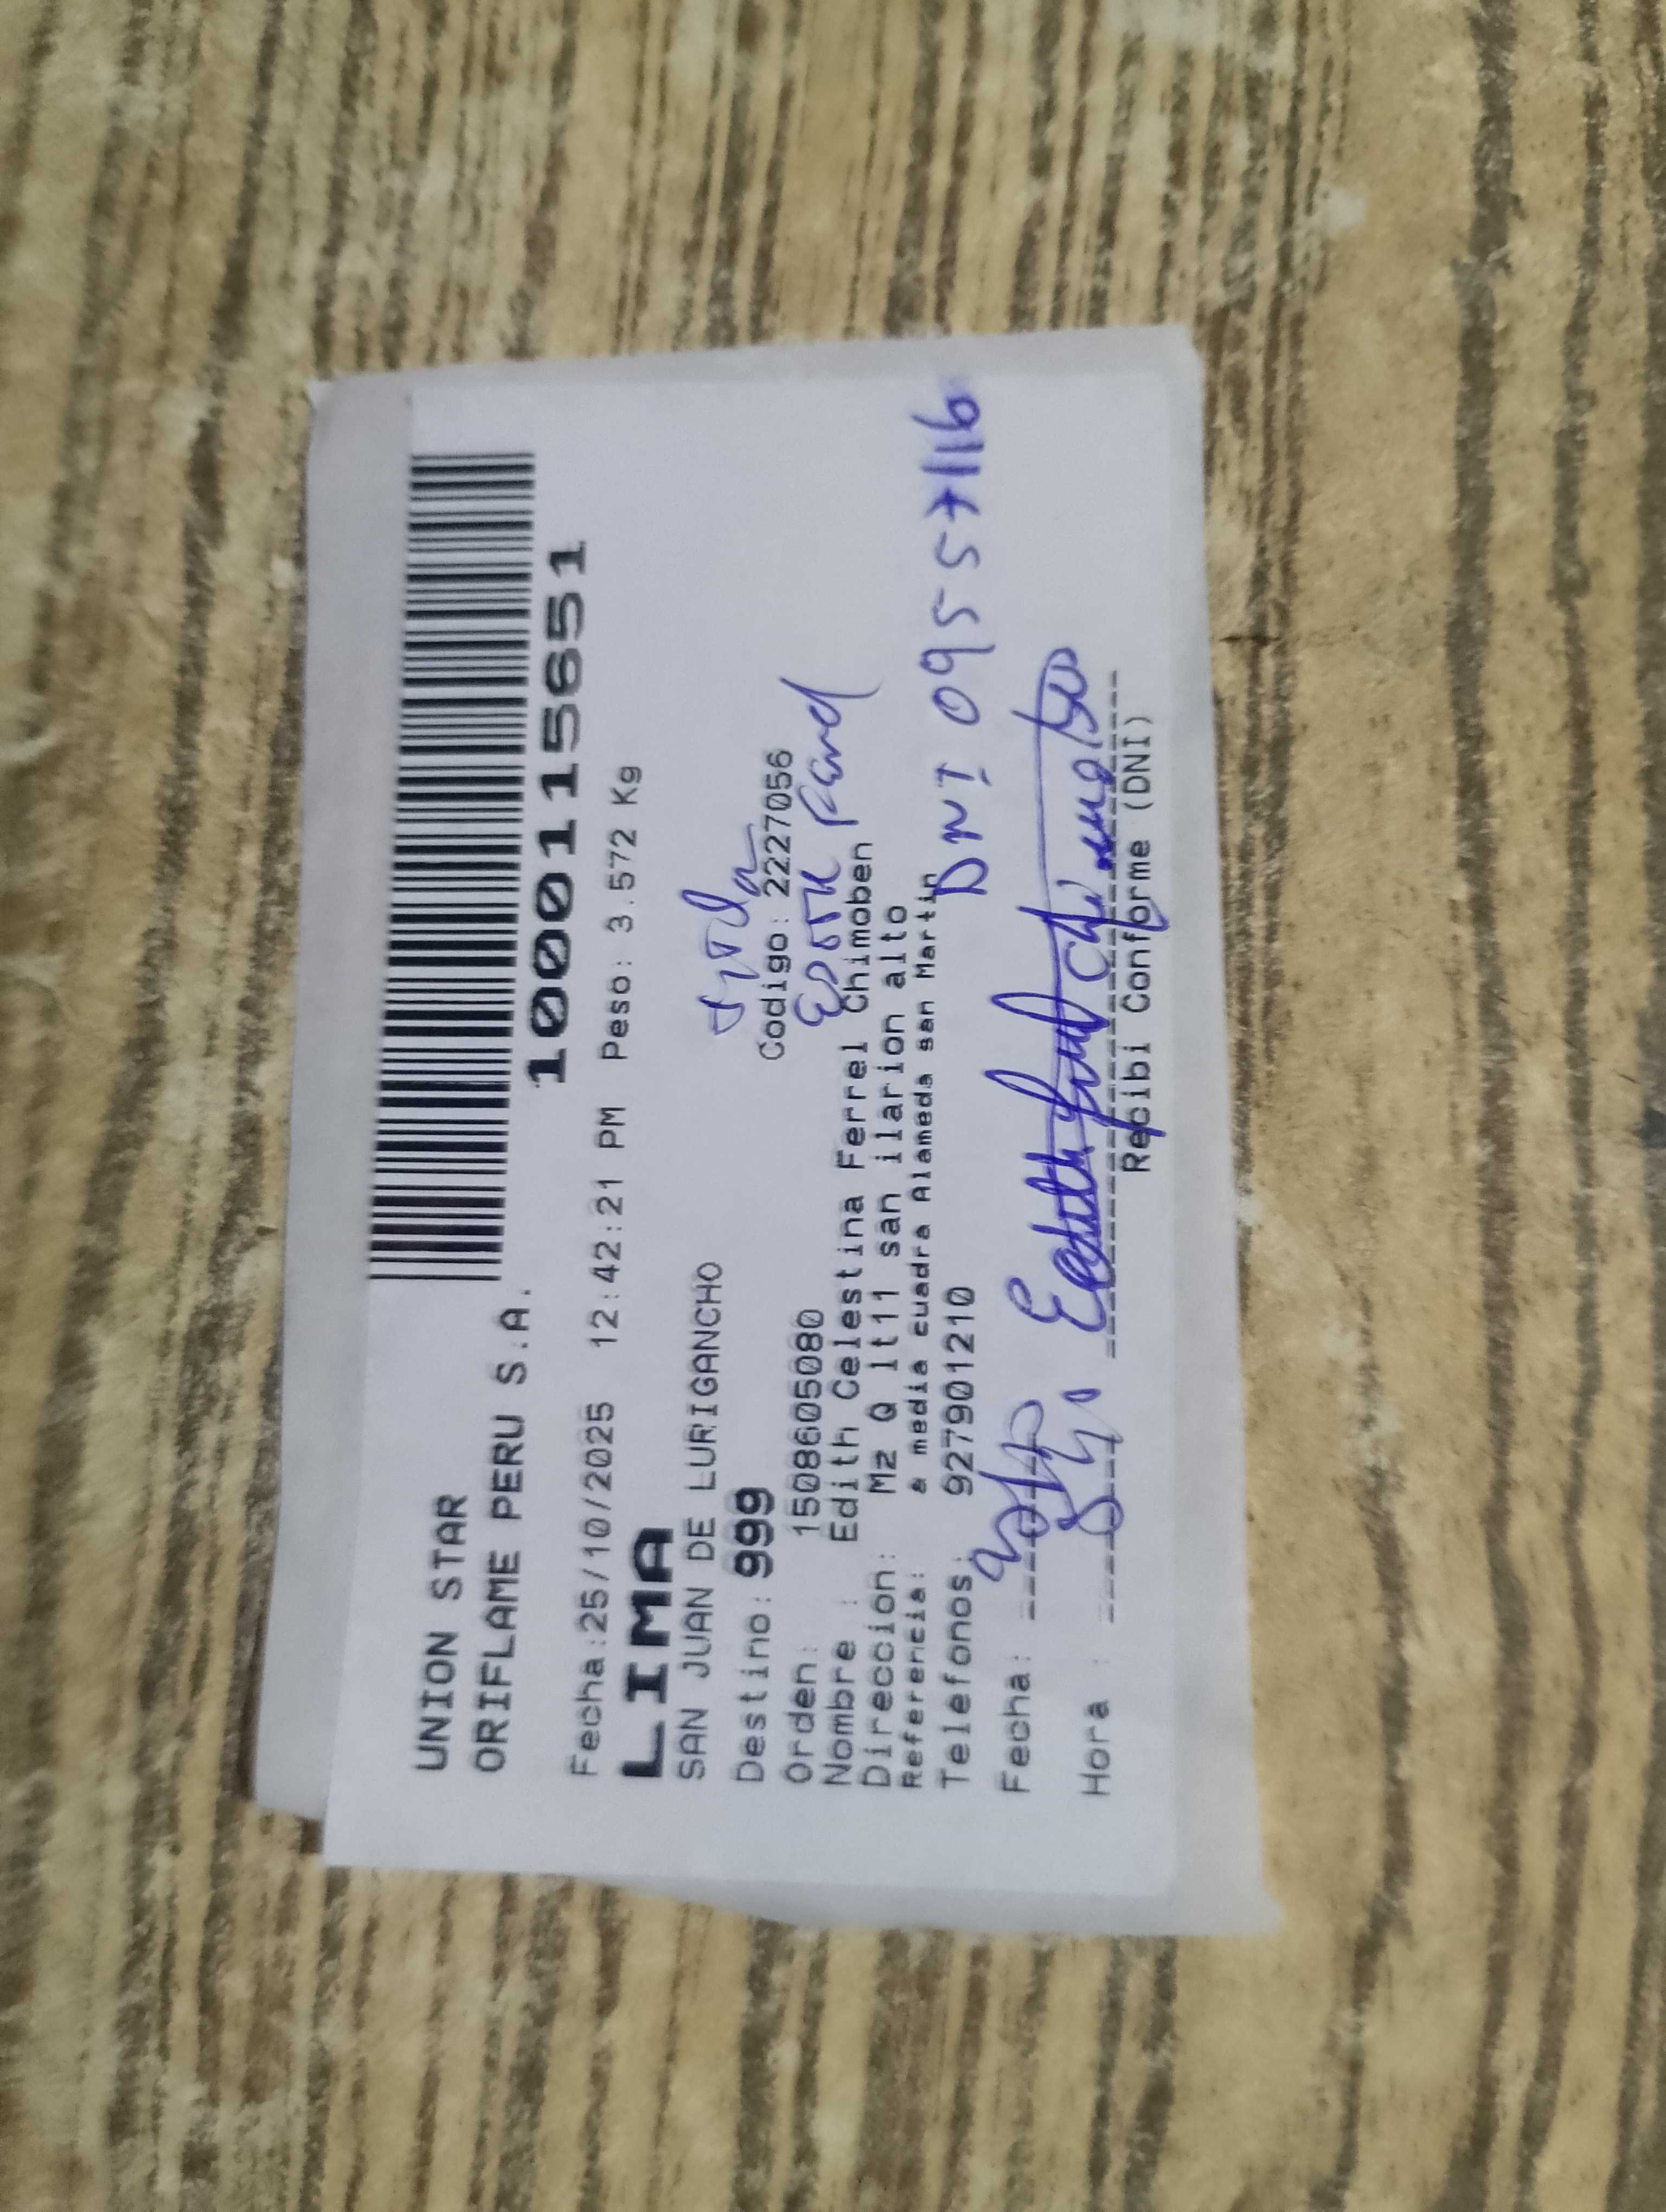 UNION STAR
ORIFLAME PERU S.A.
100015651
Fecha:25/10/2025 12:42:21 PM Peso: 3.572 Kg
LIMA
SAN JUAN DE LURIGANCHO
Destino: 999
Codigo: 2227056
Orden: 1508605080
Nombre : Edith Celestina Ferrel Chimoben
Direccion: Mz Q lt11 san ilarion alto
Referencia: a media cuadra Alameda san Martin
Telefonos: 927901210
DNI 09557116
Fecha:
Hora :
Recibi Conforme (DNI)